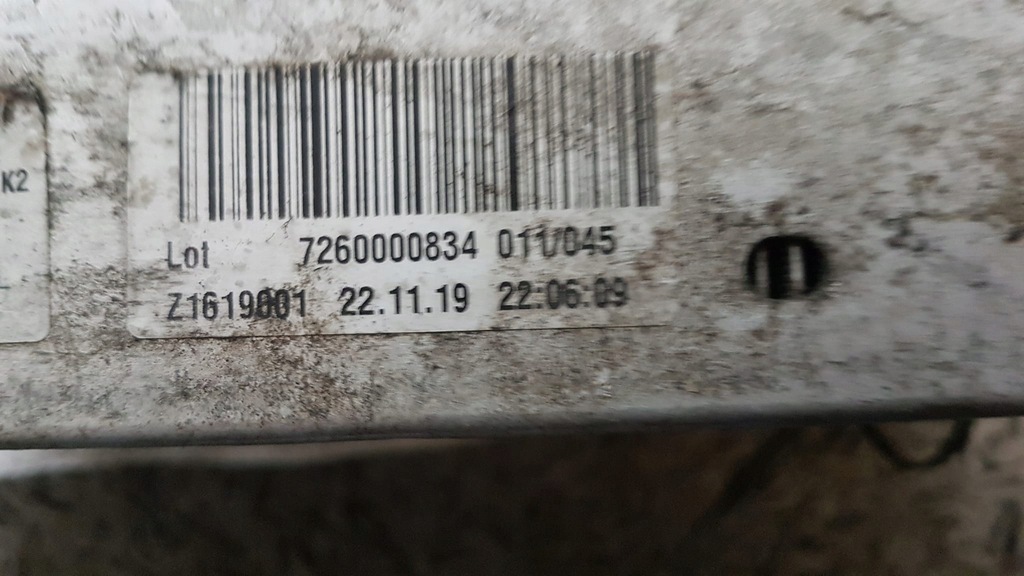 K2
Lot 7260000834 011/045
Z1619001 22.11.19 22:06:09